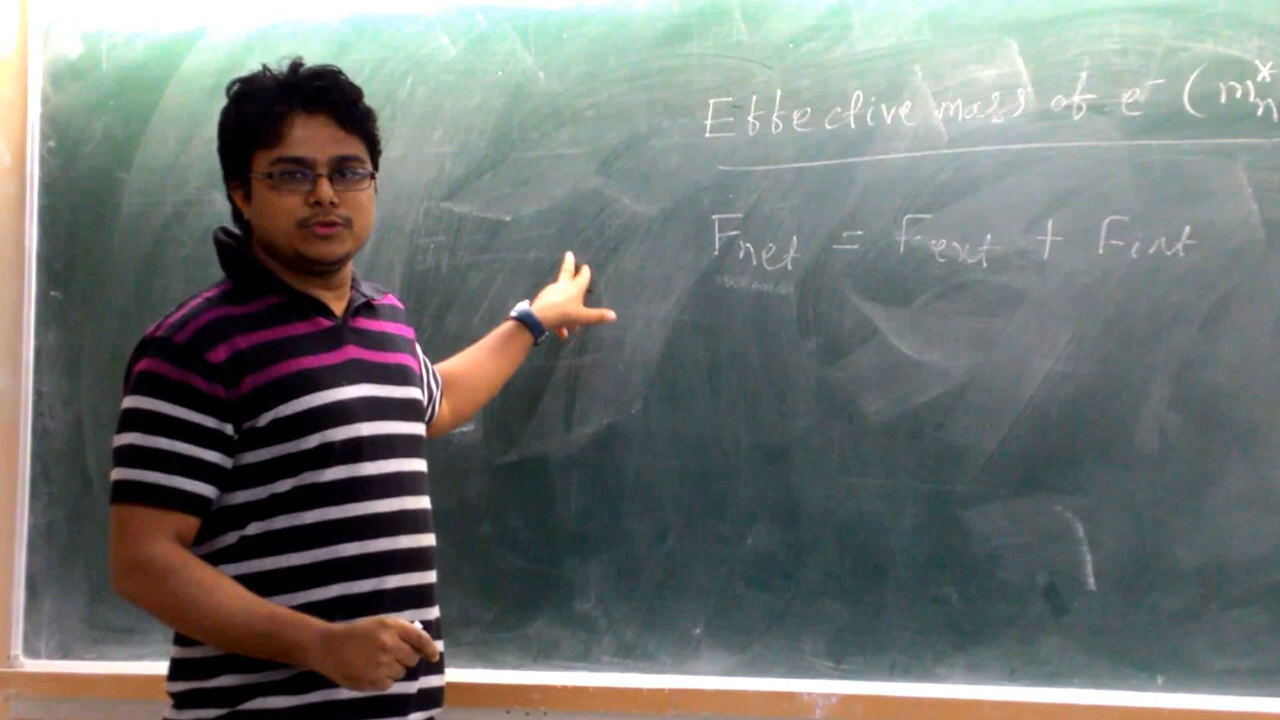 Effective mass of e⁻ (m*n
Fnet = Fext + Fint